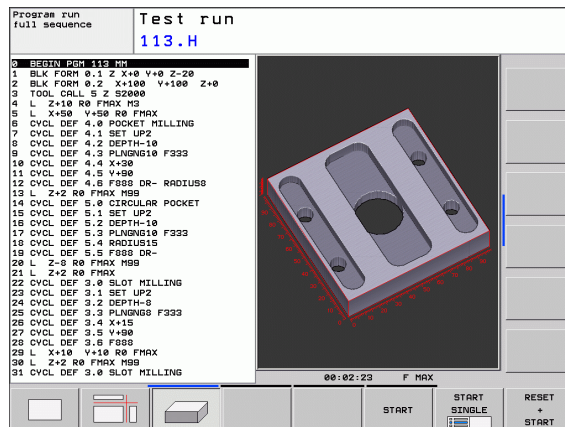 Program run
full sequence
Test run
113.H
0 BEGIN PGM 113 MM
1 BLK FORM 0.1 Z X+0 Y+0 Z-20
2 BLK FORM 0.2 X+100 Y+100 Z+0
3 TOOL CALL 5 Z S2000
4 L Z+10 R0 FMAX M3
5 L X+50 Y+50 R0 FMAX
6 CYCL DEF 4.0 POCKET MILLING
7 CYCL DEF 4.1 SET UP2
8 CYCL DEF 4.2 DEPTH-10
9 CYCL DEF 4.3 PLNGNG10 F333
10 CYCL DEF 4.4 X+30
11 CYCL DEF 4.5 Y+90
12 CYCL DEF 4.6 F888 DR- RADIUS8
13 L Z+2 R0 FMAX M99
14 CYCL DEF 5.0 CIRCULAR POCKET
15 CYCL DEF 5.1 SET UP2
16 CYCL DEF 5.2 DEPTH-10
17 CYCL DEF 5.3 PLNGNG10 F333
18 CYCL DEF 5.4 RADIUS15
19 CYCL DEF 5.5 F888 DR-
20 L Z-8 R0 FMAX M99
21 L Z+2 R0 FMAX
22 CYCL DEF 3.0 SLOT MILLING
23 CYCL DEF 3.1 SET UP2
24 CYCL DEF 3.2 DEPTH-8
25 CYCL DEF 3.3 PLNGNG8 F333
26 CYCL DEF 3.4 X+15
27 CYCL DEF 3.5 Y+90
28 CYCL DEF 3.6 F888
29 L X+10 Y+10 R0 FMAX
30 L Z+2 R0 FMAX M99
31 CYCL DEF 3.0 SLOT MILLING
00:02:23 F MAX
START
START
SINGLE
RESET
+
START